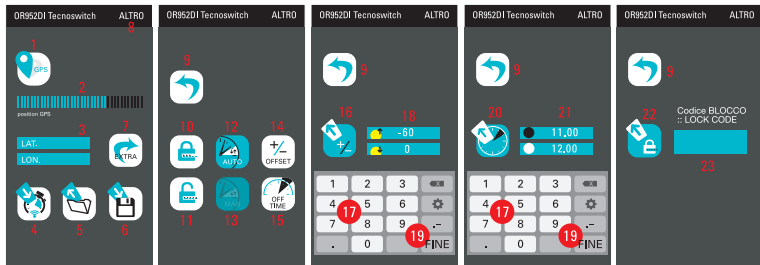 OR952DI Tecnoswitch ALTRO
8
1
GPS
2
position GPS
3
LAT.
LON.
7
EXTRA
4 5 6
OR952DI Tecnoswitch ALTRO
9
10 12 14
AUTO
+/-
OFFSET
MAN
OFF
TIME
11 13 15
OR952DI Tecnoswitch ALTRO
9
16 18
+/-
-60
0
1 2 3
4 5 6
17
7 8 9 .-
19
. 0 FINE
OR952DI Tecnoswitch ALTRO
9
20 21
11,00
12.00
1 2 3
4 5 6
17
7 8 9 .-
19
. 0 FINE
OR952DI Tecnoswitch ALTRO
9
22
Codice BLOCCO
:: LOCK CODE
23